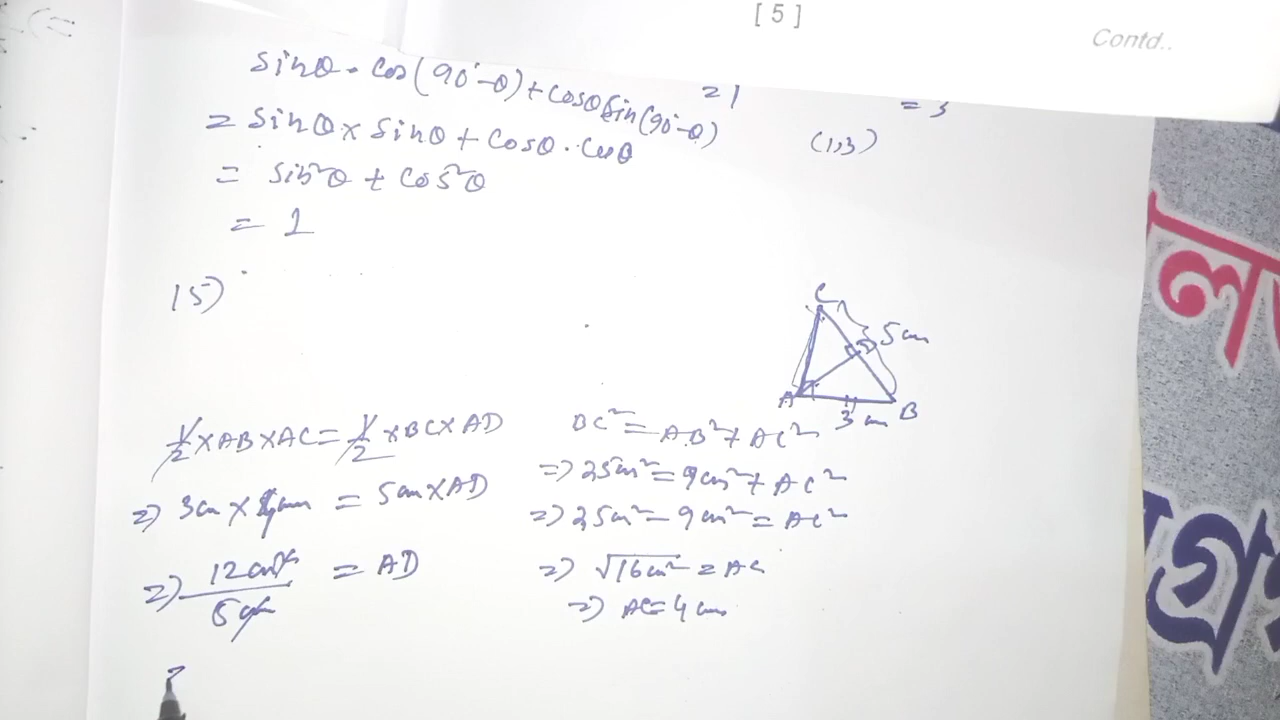 [ 5 ]
Contd..
sinθ . cos(90°-θ) + cosθ sin(90°-θ)
= 1
= 3
= sinθ × sinθ + cosθ . cosθ
(1,3)
= sin²θ + cos²θ
= 1
15)
C
D
5cm
A
3cm
B
1/2 × AB × AC = 1/2 × BC × AD
=> 3cm × 4cm = 5cm × AD
=> 12cm² / 5cm = AD
BC² = AB² + AC²
=> 25cm² = 9cm² + AC²
=> 25cm² - 9cm² = AC²
=> √16cm² = AC
=> AC = 4cm